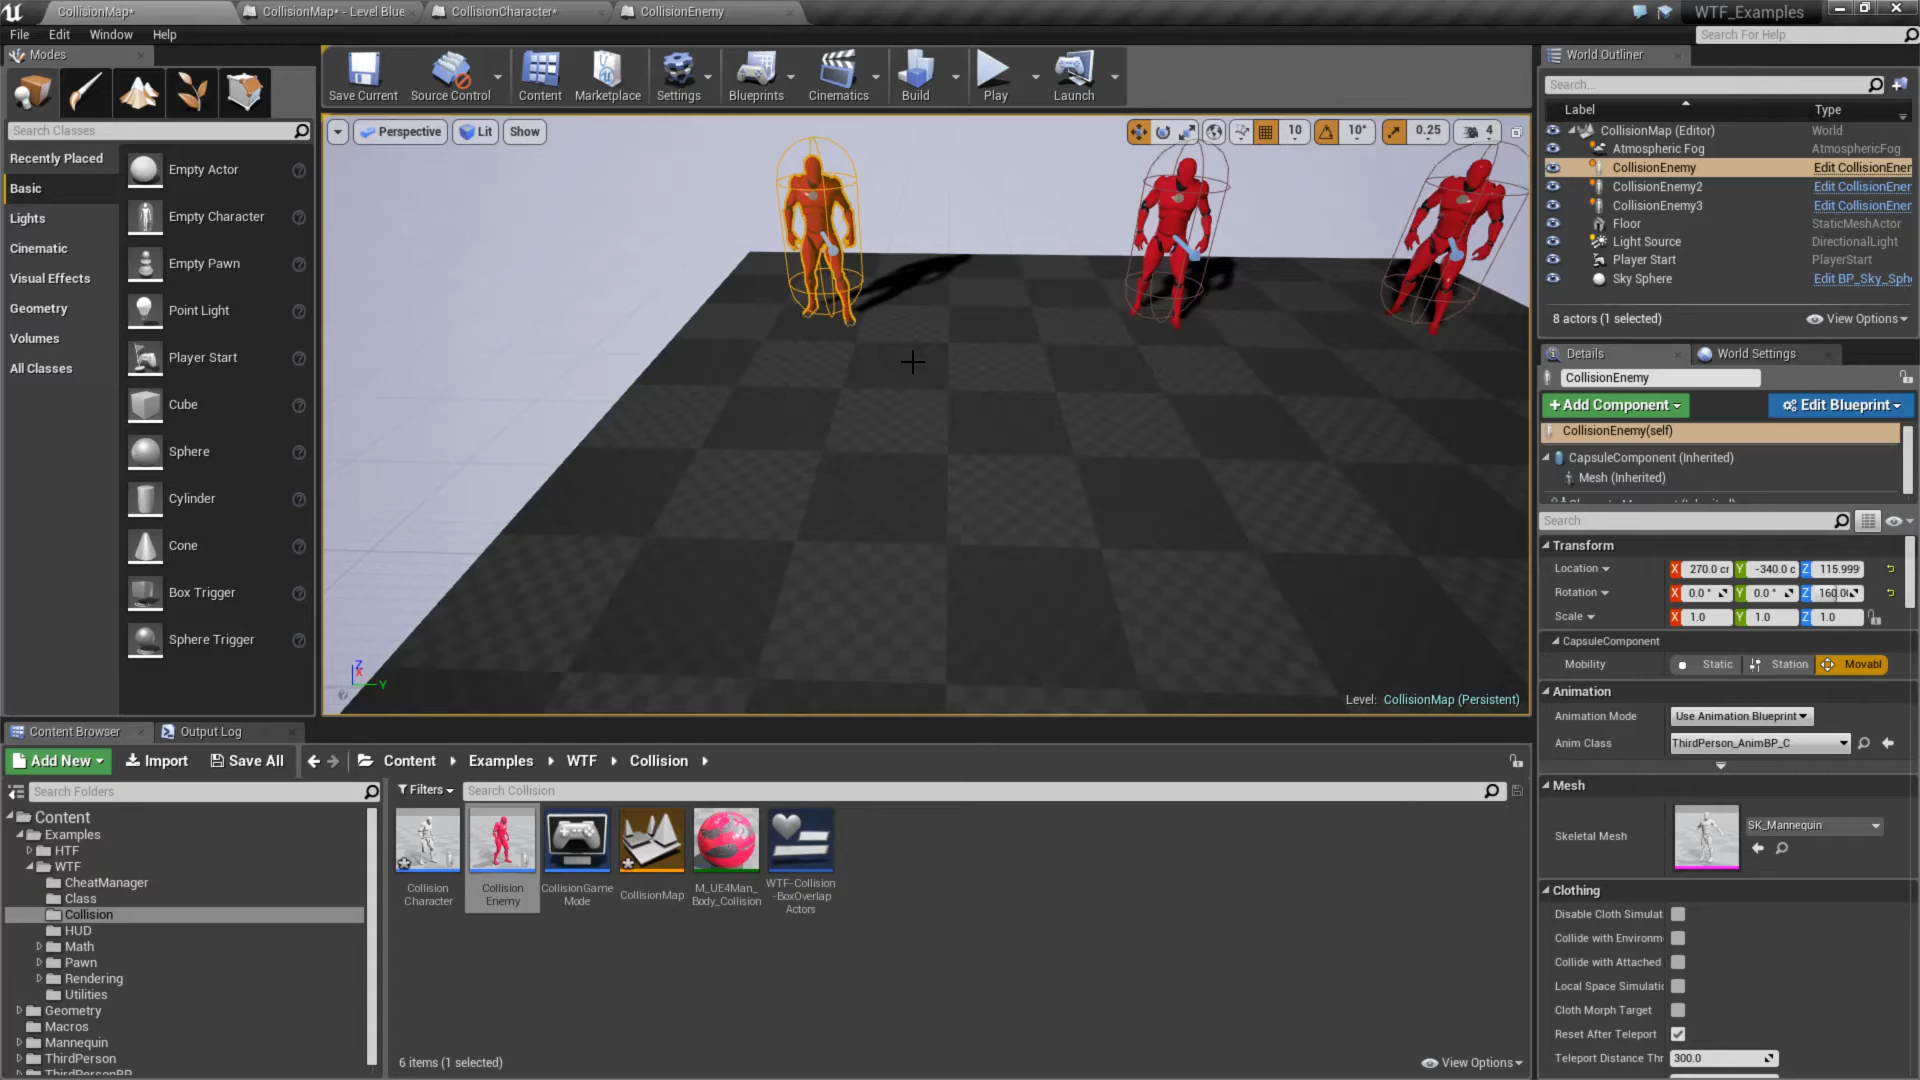 CollisionMap*
CollisionMap* - Level Blue
CollisionCharacter*
CollisionEnemy
WTF_Examples
File Edit Window Help
Search For Help
Modes
Search Classes
Recently Placed
Basic
Lights
Cinematic
Visual Effects
Geometry
Volumes
All Classes
Empty Actor
Empty Character
Empty Pawn
Point Light
Player Start
Cube
Sphere
Cylinder
Cone
Box Trigger
Sphere Trigger
Save Current
Source Control
Content
Marketplace
Settings
Blueprints
Cinematics
Build
Play
Launch
Perspective Lit Show
10 10° 0.25 4
Z
X
Y
Level: CollisionMap (Persistent)
World Outliner
Search...
Label Type
CollisionMap (Editor) World
Atmospheric Fog AtmosphericFog
CollisionEnemy Edit CollisionEner
CollisionEnemy2 Edit CollisionEner
CollisionEnemy3 Edit CollisionEner
Floor StaticMeshActor
Light Source DirectionalLight
Player Start PlayerStart
Sky Sphere Edit BP_Sky_Sph
8 actors (1 selected) View Options
Details
World Settings
CollisionEnemy
+Add Component
Edit Blueprint
CollisionEnemy(self)
CapsuleComponent (Inherited)
Mesh (Inherited)
Search
Transform
Location X 270.0 cr Y -340.0 c Z 115.999
Rotation X 0.0 ° Y 0.0 ° Z 160.0
Scale X 1.0 Y 1.0 Z 1.0
CapsuleComponent
Mobility Static Station Movabl
Animation
Animation Mode Use Animation Blueprint
Anim Class ThirdPerson_AnimBP_C
Mesh
Skeletal Mesh SK_Mannequin
Clothing
Disable Cloth Simulat
Collide with Environm
Collide with Attached
Local Space Simulatic
Cloth Morph Target
Reset After Teleport
Teleport Distance Thr 300.0
Content Browser
Output Log
Add New Import Save All
Content Examples WTF Collision
Search Folders
Filters
Search Collision
Content
Examples
HTF
WTF
CheatManager
Class
Collision
HUD
Math
Pawn
Rendering
Utilities
Geometry
Macros
Mannequin
ThirdPerson
ThirdPersonBP
Collision
Character
Collision
Enemy
CollisionGame
Mode
CollisionMap
M_UE4Man_
Body_Collision
WTF-Collision
-BoxOverlap
Actors
6 items (1 selected)
View Options